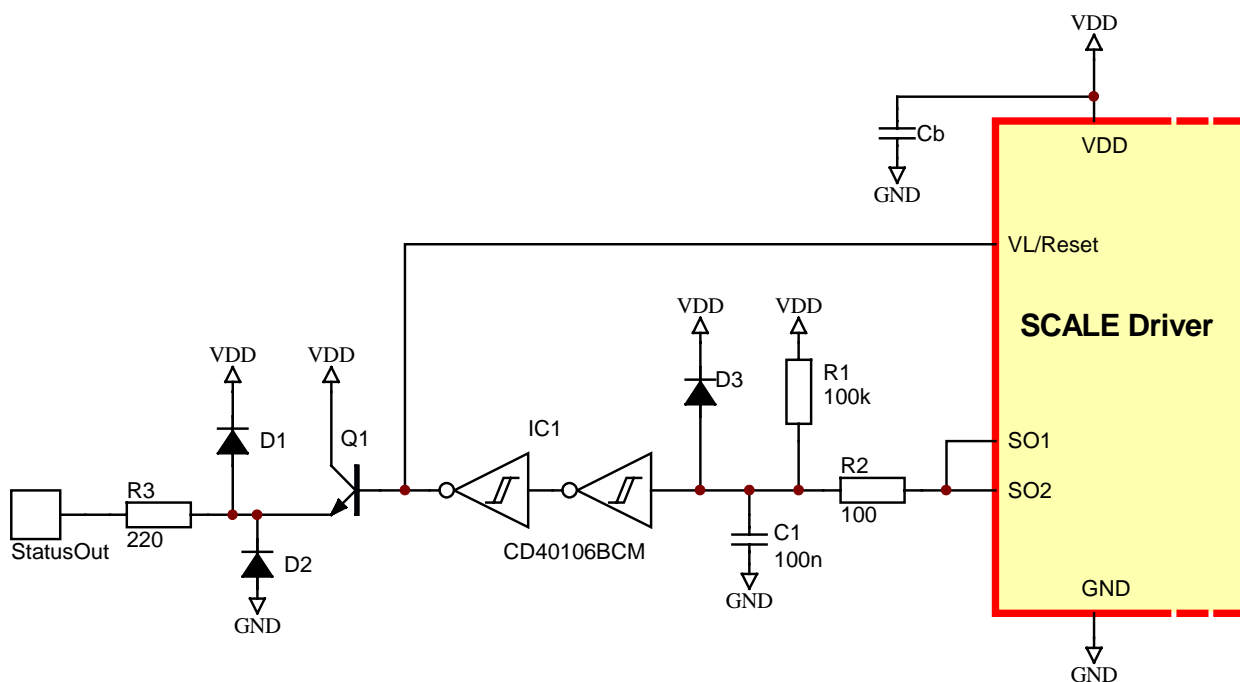 VDD
Cb
GND
VDD
VL/Reset
SCALE Driver
VDD
VDD
D3
R1
100k
VDD
VDD
D1
Q1
IC1
SO1
R2
100
SO2
R3
220
StatusOut
D2
CD40106BCM
C1
100n
GND
GND
GND
GND